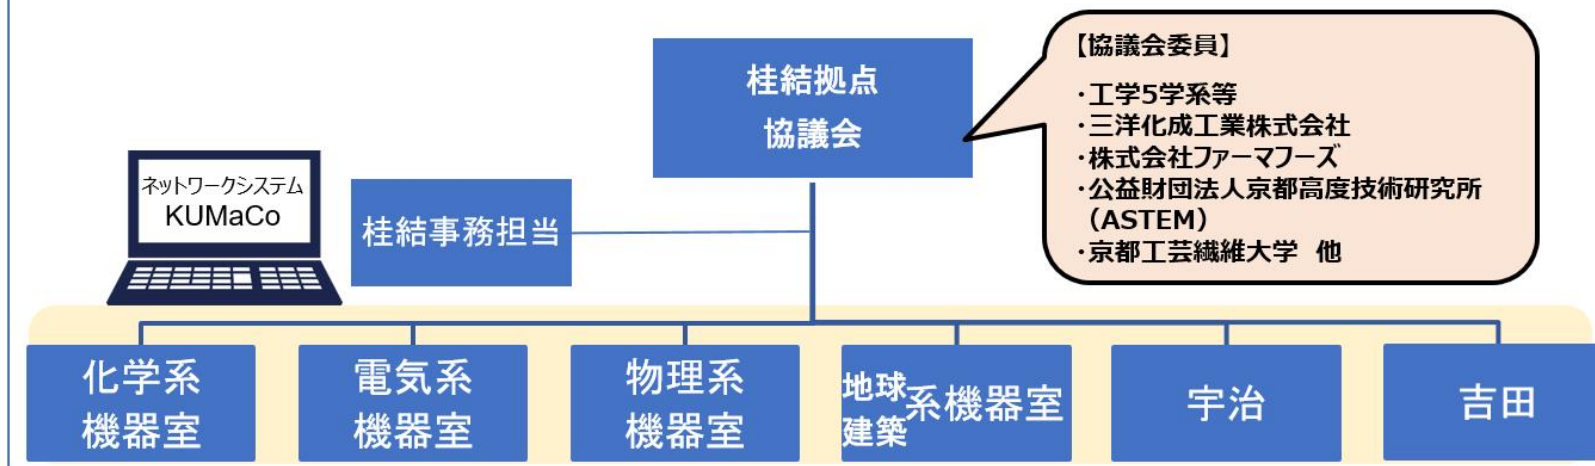 桂結拠点
協議会
【協議会委員】
・工学5学系等
・三洋化成工業株式会社
・株式会社ファーマフーズ
・公益財団法人京都高度技術研究所
（ASTEM）
・京都工芸繊維大学 他
ネットワークシステム
KUMaCo
桂結事務担当
化学系
機器室
電気系
機器室
物理系
機器室
地球
建築
系機器室
宇治
吉田